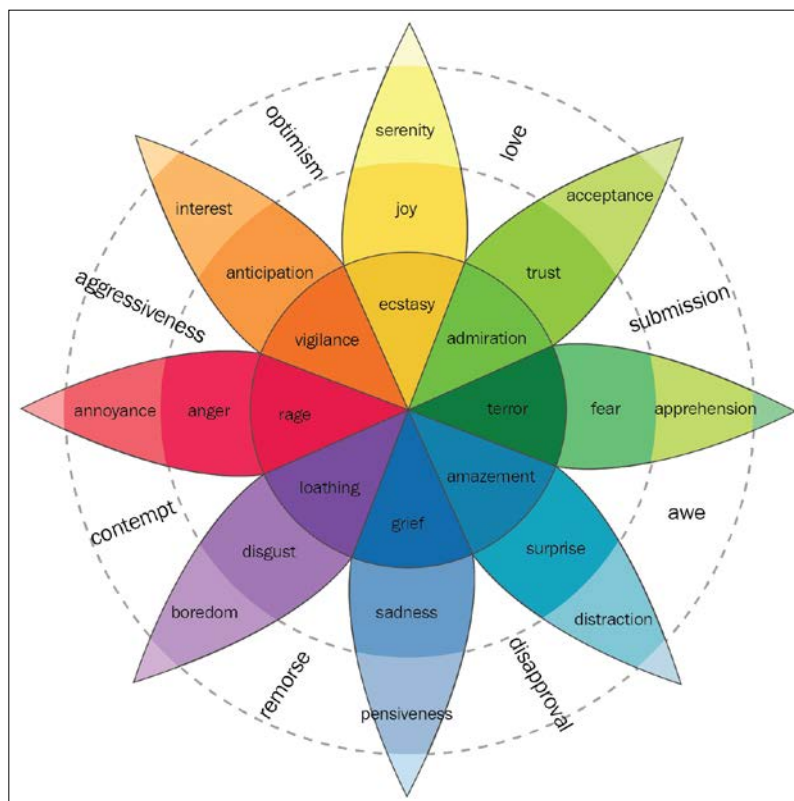 serenity
optimism
love
interest
joy
acceptance
anticipation
trust
ecstasy
aggressiveness
submission
vigilance
admiration
annoyance
anger
rage
terror
fear
apprehension
loathing
amazement
contempt
grief
awe
disgust
surprise
boredom
sadness
distraction
remorse
disapproval
pensiveness